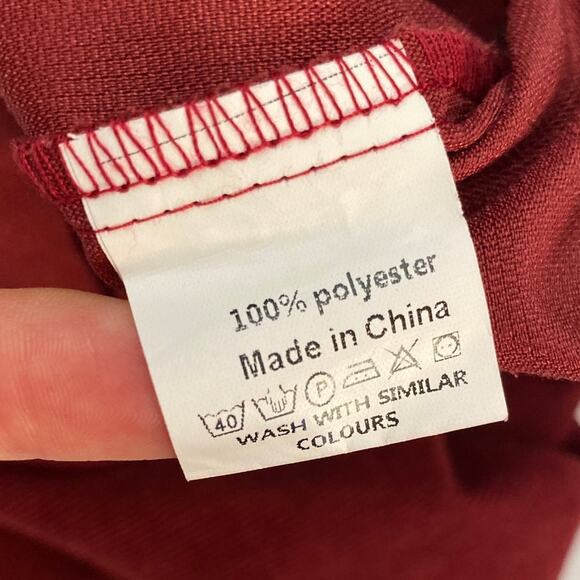 100% polyester
Made in China
40 P
WASH WITH SIMILAR
COLOURS